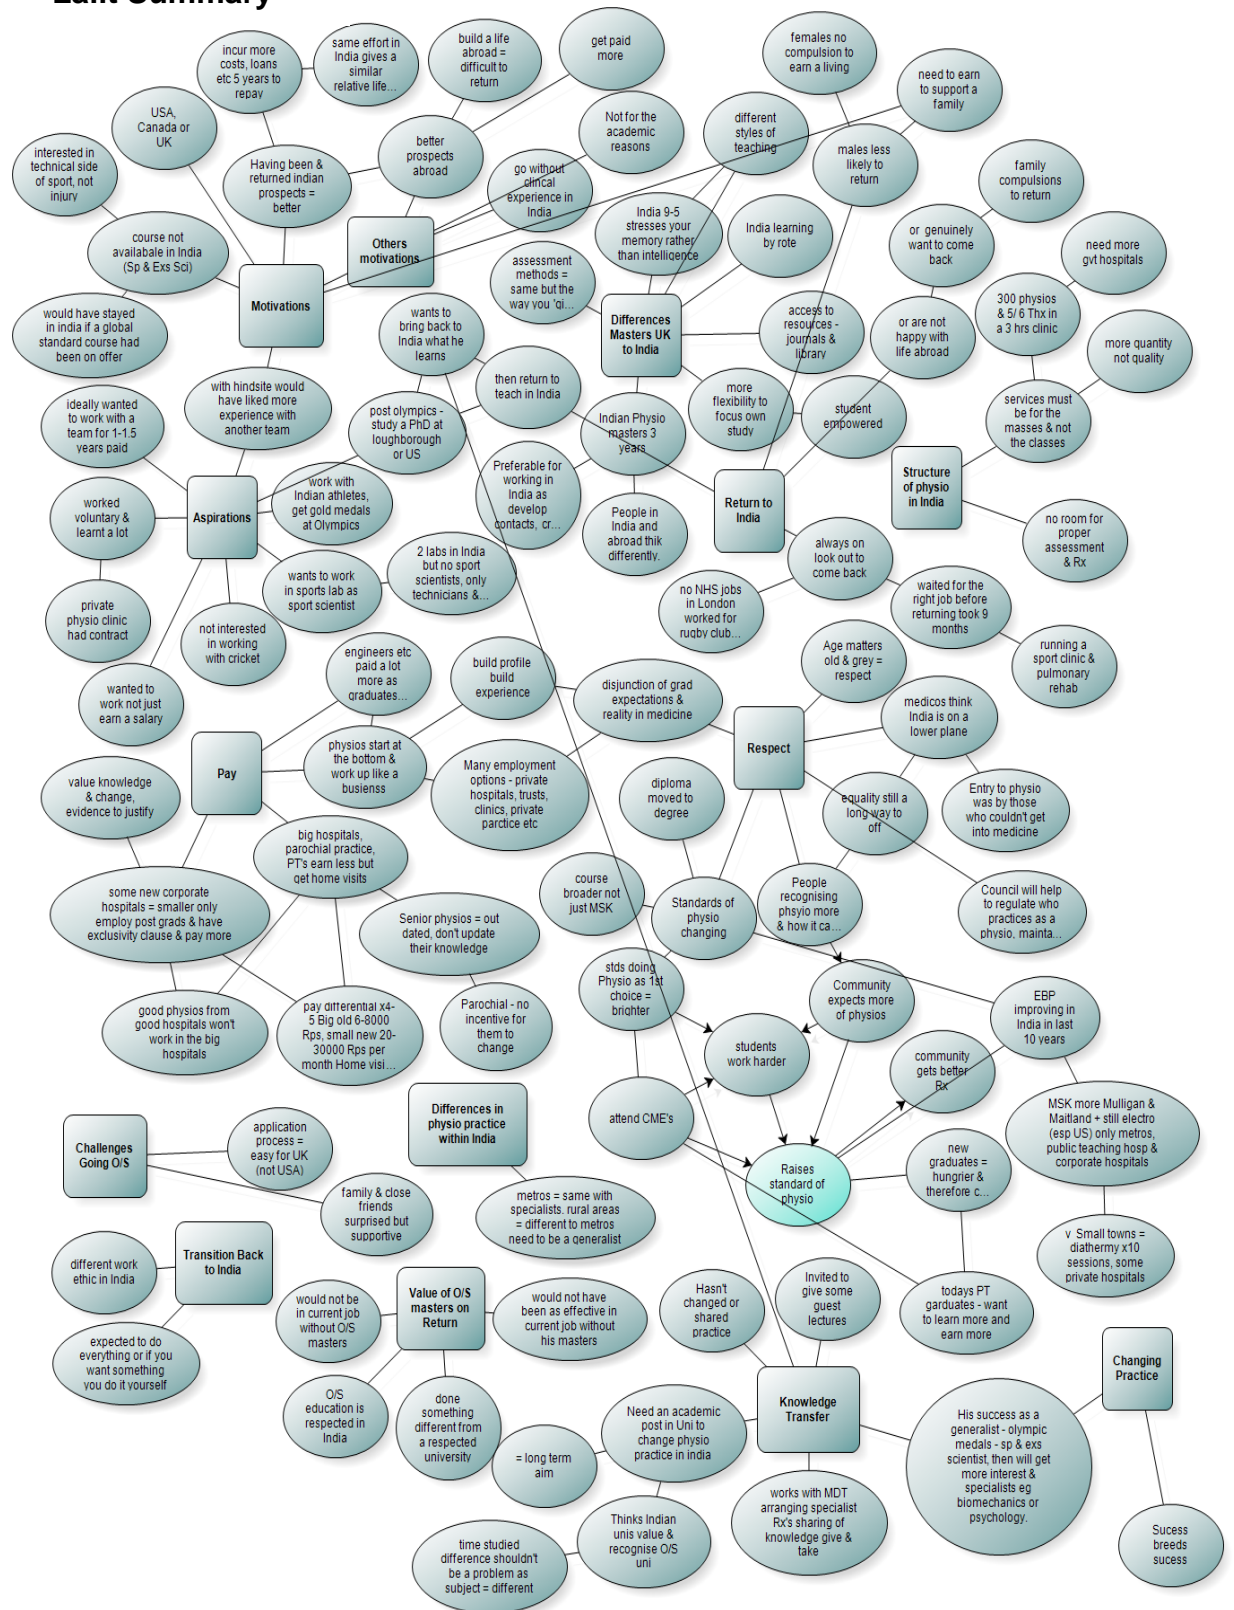 Lalit Summary
incur more
costs, loans
etc 5 years to
repay
same effort in
India gives a
similar
relative life...
build a life
abroad =
difficult to
return
get paid
more
females no
compulsion to
earn a living
need to earn
to support a
family
USA,
Canada or
UK
interested in
technical side
of sport, not
injury
Having been &
returned indian
prospects =
better
better
prospects
abroad
Not for the
academic
reasons
different
styles of
teaching
males less
likely to
return
family
compulsions
to return
go without
clincal
experience in
India
course not
availabale in India
(Sp & Exs Sci)
Others
motivations
India 9-5
stresses your
memory rather
than intelligence
India learning
by rote
or genuinely
want to come
back
need more
gvt hospitals
assessment
methods =
same but the
way you 'gi...
Motivations
would have stayed
in india if a global
standard course had
been on offer
wants to
bring back to
India what he
learns
Differences
Masters UK
to India
access to
resources -
journals &
library
or are not
happy with
life abroad
300 physios
& 5/ 6 Thx in
a 3 hrs clinic
more quantity
not quality
with hindsite would
have liked more
experience with
another team
then return to
teach in India
more
flexibility to
focus own
study
student
empowered
services must
be for the
masses & not
the classes
ideally wanted
to work with a
team for 1-1.5
years paid
post olympics -
study a PhD at
loughborough
or US
Indian Physio
masters 3
years
Structure
of physio
in India
Preferable for
working in
India as
develop
contacts, cr...
Return to
India
work with
Indian athletes,
get gold medals
at Olympics
Aspirations
worked
voluntary &
learnt a lot
People in
India and
abroad thik
differently.
no room for
proper
assessment
& Rx
always on
look out to
come back
2 labs in India
but no sport
scientists, only
technicians &...
wants to work
in sports lab as
sport scientist
no NHS jobs
in London
worked for
rugby club...
waited for the
right job before
returning took 9
months
private
physio clinic
had contract
not interested
in working
with cricket
running a
sport clinic &
pulmonary
rehab
Age matters
old & grey =
respect
engineers etc
paid a lot
more as
graduates...
build profile
build
experience
disjunction of grad
expectations &
reality in medicine
wanted to
work not just
earn a salary
medicos think
India is on a
lower plane
Respect
Pay
physios start at
the bottom &
work up like a
busienss
Many employment
options - private
hospitals, trusts,
clinics, private
parctice etc
diploma
moved to
degree
value knowledge
& change,
evidence to justify
equality still a
long way to
off
Entry to physio
was by those
who couldn't get
into medicine
big hospitals,
parochial practice,
PT's earn less but
get home visits
course
broader not
just MSK
Standards of
physio
changing
People
recognising
phsyio more
& how it ca...
Council will help
to regulate who
practices as a
physio, mainta...
some new corporate
hospitals = smaller only
employ post grads & have
exclusivity clause & pay more
Senior physios = out
dated, don't update
their knowledge
stds doing
Physio as 1st
choice =
brighter
Community
expects more
of physios
EBP
improving in
India in last
10 years
good physios from
good hospitals won't
work in the big
hospitals
pay differential x4-
5 Big old 6-8000
Rps, small new 20-
30000 Rps per
month Home visi...
Parochial - no
incentive for
them to
change
students
work harder
community
gets better
Rx
Differences in
physio practice
within India
attend CME's
MSK more Mulligan &
Maitland + still electro
(esp US) only metros,
public teaching hosp &
corporate hospitals
Challenges
Going O/S
application
process =
easy for UK
(not USA)
Raises
standard of
physio
new
graduates =
hungrier &
therefore c...
family & close
friends
surprised but
supportive
metros = same with
specialists. rural areas
= different to metros
need to be a generalist
v Small towns =
diathermy x10
sessions, some
private hospitals
different work
ethic in India
Transition Back
to India
would not be
in current job
without O/S
masters
Value of O/S
masters on
Return
would not have
been as effective in
current job without
his masters
Hasn't
changed or
shared
practice
Invited to
give some
guest
lectures
todays PT
garduates - want
to learn more and
earn more
expected to do
everything or if you
want something
you do it yourself
Changing
Practice
O/S
education is
respected in
India
done
something
different from
a respected
university
Need an academic
post in Uni to
change physio
practice in india
Knowledge
Transfer
His success as a
generalist - olympic
medals - sp & exs
scientist, then will get
more interest &
specialists eg
biomechanics or
psychology.
= long term
aim
works with MDT
arranging specialist
Rx's sharing of
knowledge give &
take
Thinks Indian
unis value &
recognise O/S
uni
time studied
difference shouldn't
be a problem as
subject = different
Sucess
breeds
sucess